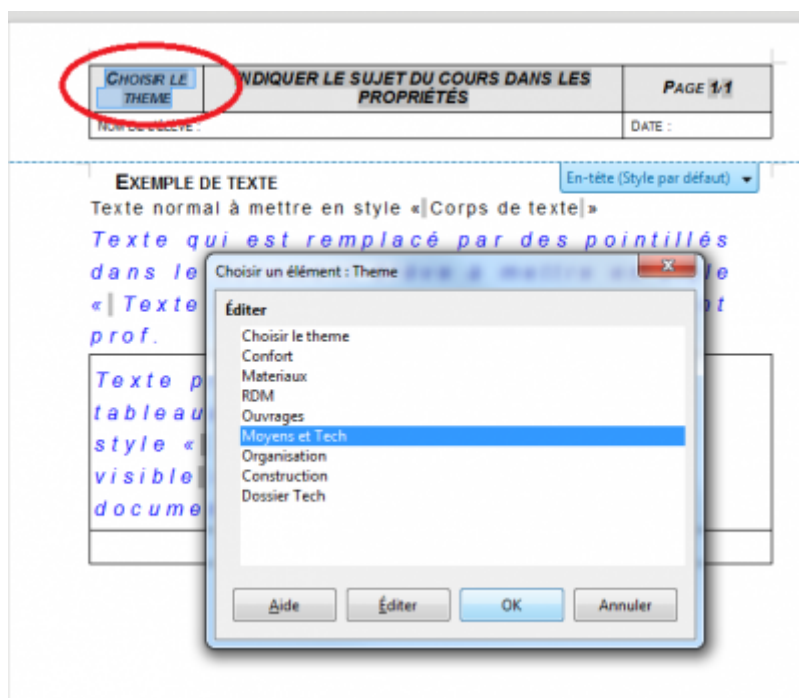 CHOISIR LE
THEME
INDIQUER LE SUJET DU COURS DANS LES
PROPRIÉTÉS
PAGE 1/1
NOM DE L'ÉLÈVE :
DATE :
En-tête (Style par défaut)
EXEMPLE DE TEXTE
Texte normal à mettre en style « Corps de texte »
Texte qui est remplacé par des pointillés
dans le
« Texte
prof.
Choisir un élément : Theme
Éditer
Choisir le theme
Confort
Materiaux
RDM
Ouvrages
Moyens et Tech
Organisation
Construction
Dossier Tech
Aide
Éditer
OK
Annuler
Texte p
tableau
style «
visible
docume